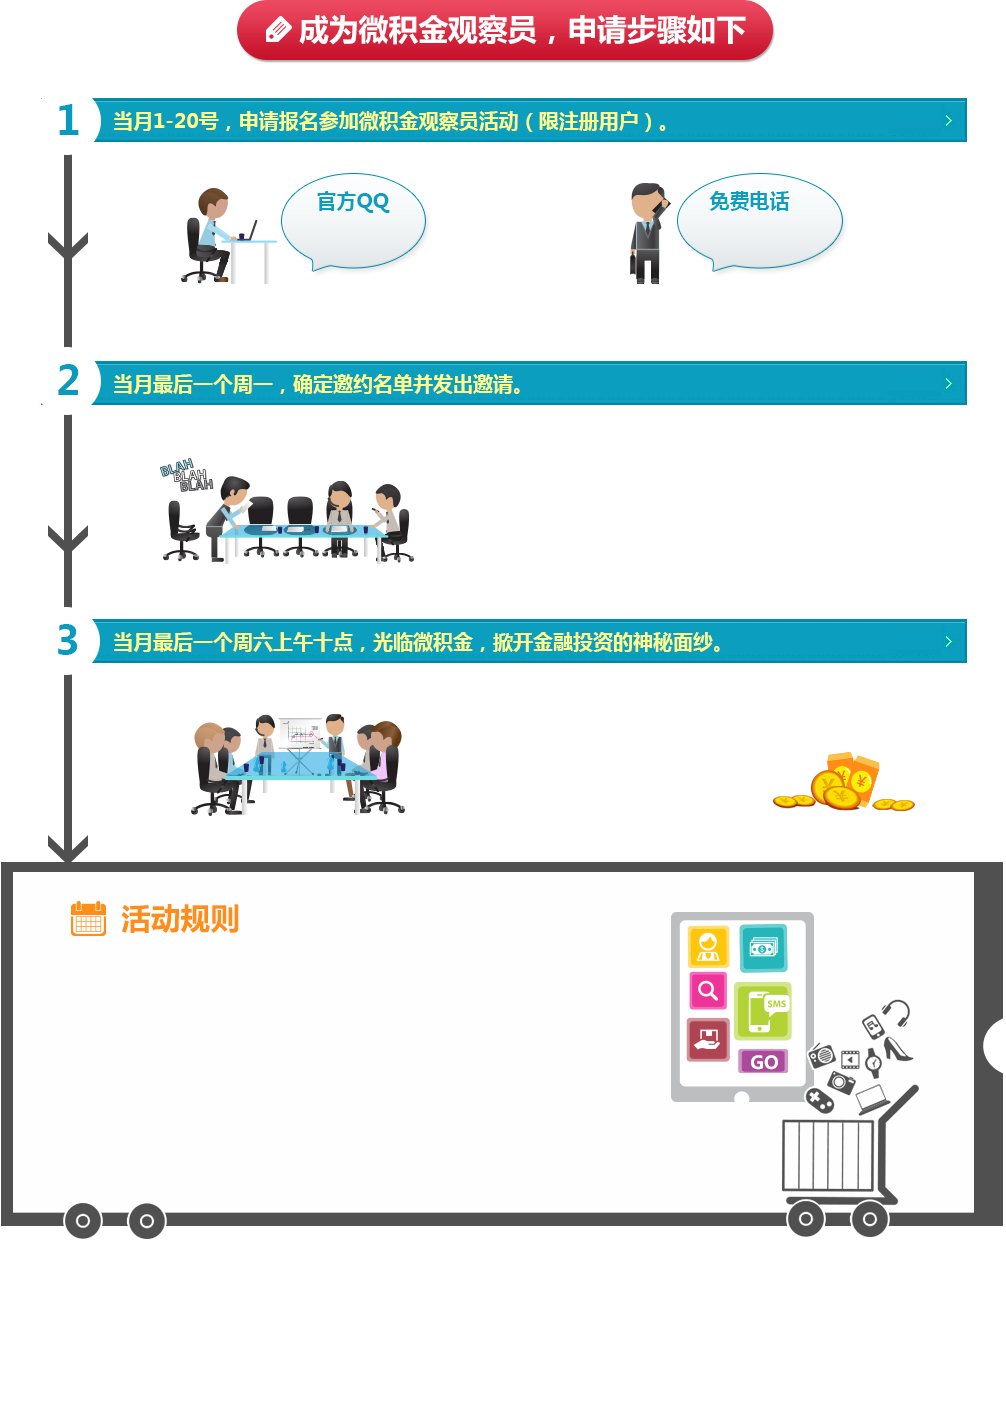 成为微积金观察员，申请步骤如下
1
当月1-20号，申请报名参加微积金观察员活动（限注册用户）。
官方QQ
免费电话
2
当月最后一个周一，确定邀约名单并发出邀请。
BLAH
BLAH
BLAH
3
当月最后一个周六上午十点，光临微积金，掀开金融投资的神秘面纱。
活动规则
SMS
GO